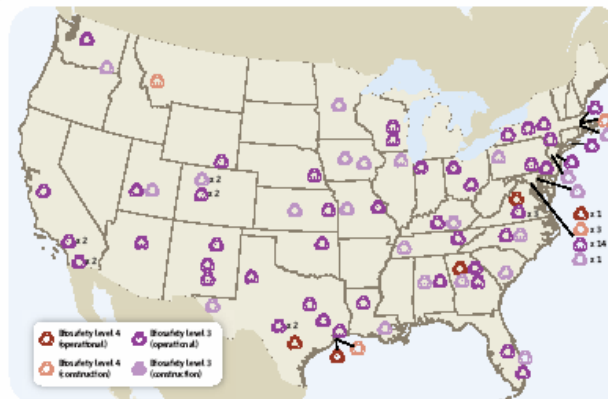 x 2
x 2
x 2
x 2
x 3
x 1
x 3
x 14
x 1
x 2
Biosafety level 4
(operational)
Biosafety level 3
(operational)
Biosafety level 4
(construction)
Biosafety level 3
(construction)